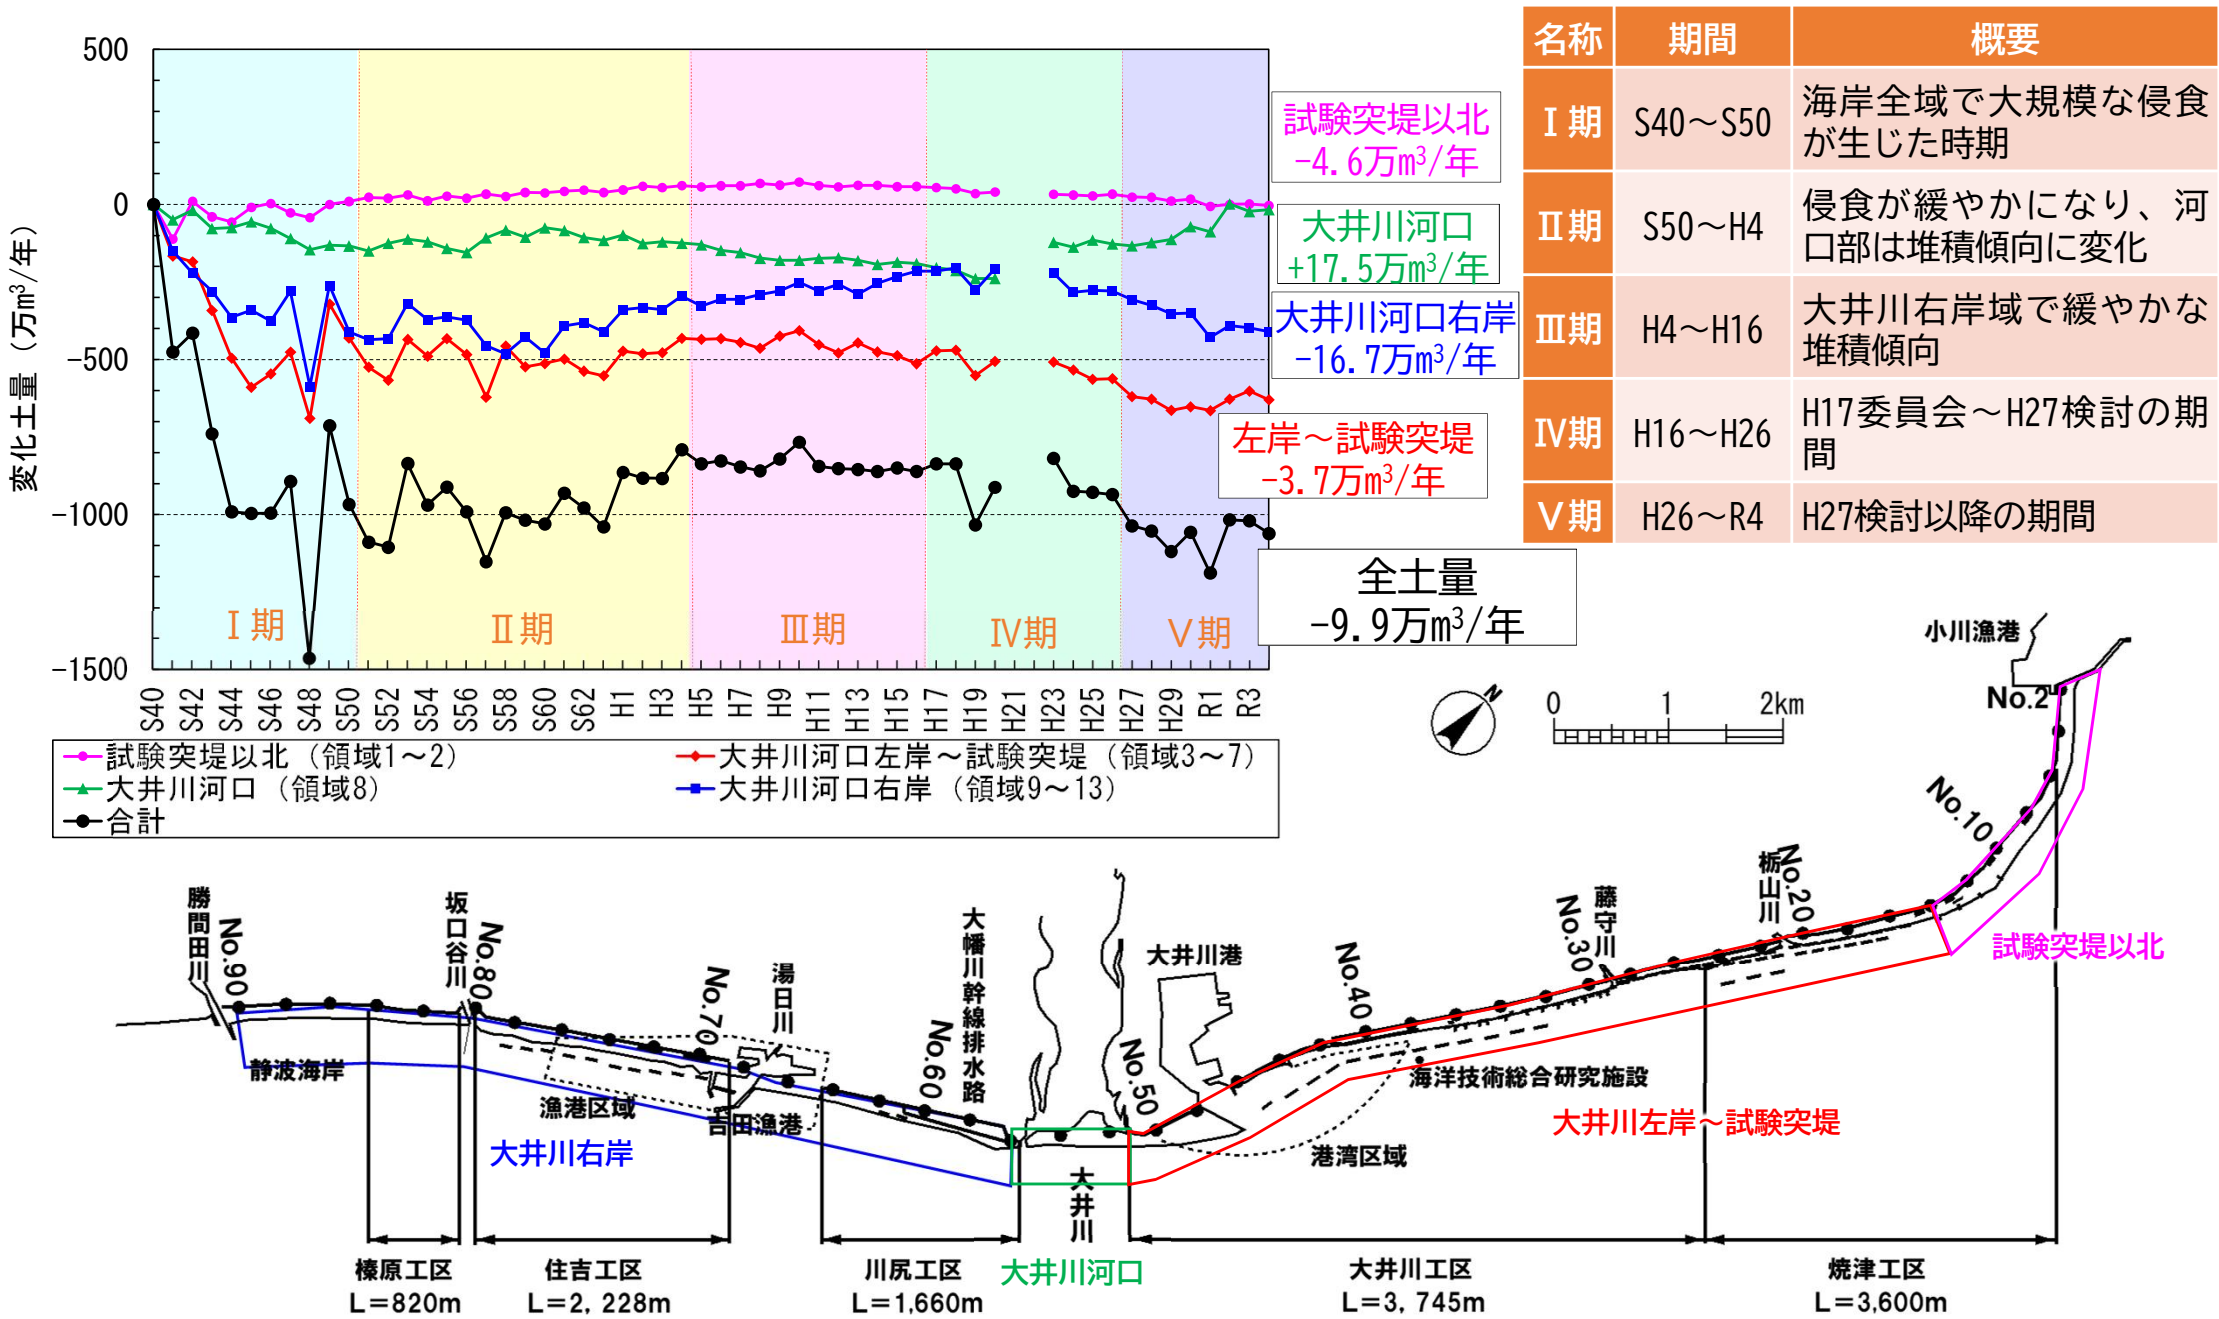 変化土量（万m³/年）
500
0
-500
-1000
-1500
Ⅰ期
Ⅱ期
Ⅲ期
Ⅳ期
Ⅴ期
S40
S42
S44
S46
S48
S50
S52
S54
S56
S58
S60
S62
H1
H3
H5
H7
H9
H11
H13
H15
H17
H19
H21
H23
H25
H27
H29
R1
R3
試験突堤以北
-4.6万m³/年
大井川河口
+17.5万m³/年
大井川河口右岸
-16.7万m³/年
左岸～試験突堤
-3.7万m³/年
全土量
-9.9万m³/年
試験突堤以北（領域1～2）
大井川河口左岸～試験突堤（領域3～7）
大井川河口（領域8）
大井川河口右岸（領域9～13）
合計
名称 期間 概要
Ⅰ期 S40～S50 海岸全域で大規模な侵食
が生じた時期
Ⅱ期 S50～H4 侵食が緩やかになり、河
口部は堆積傾向に変化
Ⅲ期 H4～H16 大井川右岸域で緩やかな
堆積傾向
Ⅳ期 H16～H26 H17委員会～H27検討の期
間
Ⅴ期 H26～R4 H27検討以降の期間
N
0 1 2km
小川漁港
No.2
No.10
栃山川
No.20
藤守川
No.30
試験突堤以北
No.40
大井川港
No.50
海洋技術総合研究施設
大井川左岸～試験突堤
港湾区域
大幡川幹線排水路
No.60
湯日川
No.70
坂口谷川
No.80
勝間田川
No.90
静波海岸
漁港区域
吉田漁港
大井川右岸
大井川
大井川河口
榛原工区
L=820m
住吉工区
L=2,228m
川尻工区
L=1,660m
大井川工区
L=3,745m
焼津工区
L=3,600m